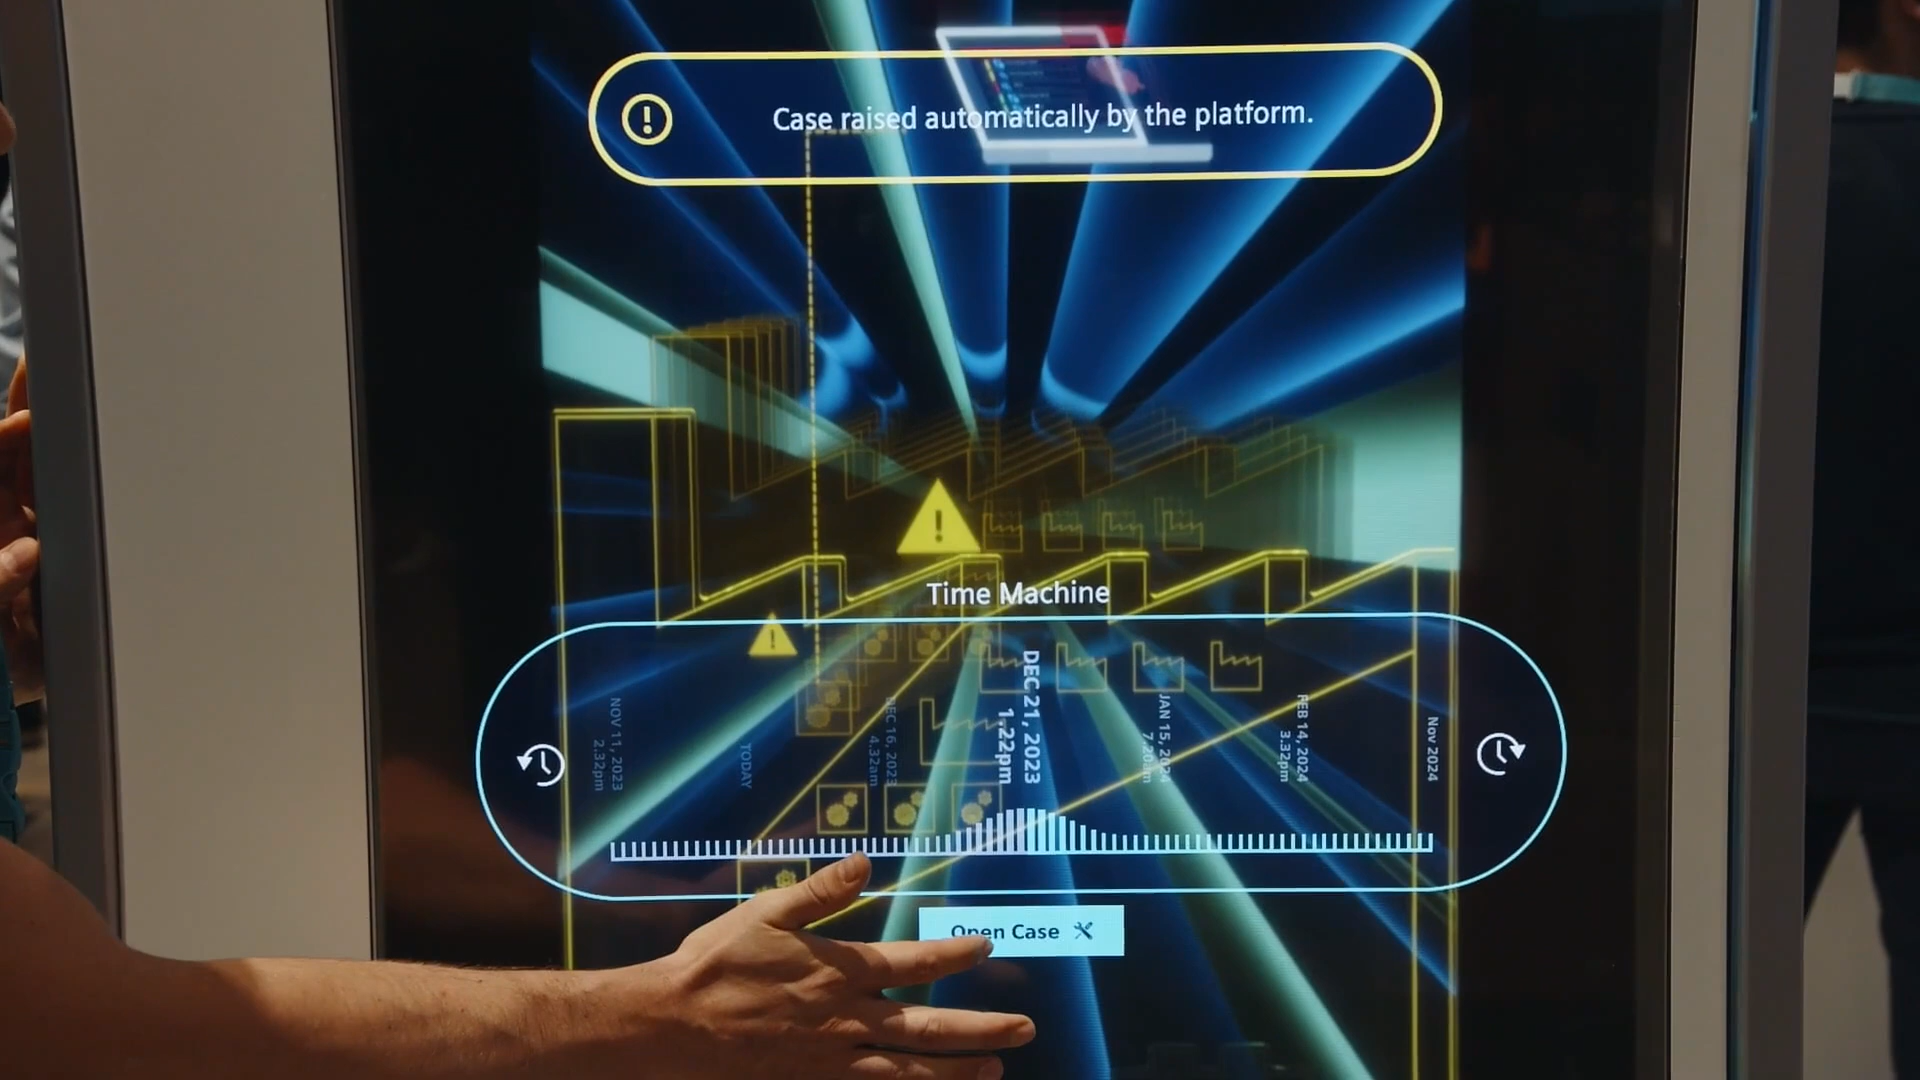 Case raised automatically by the platform.
Time Machine
NOV 11, 2023
2.32pm
TODAY
DEC 16, 2023
4.32am
DEC 21, 2023
1.22pm
JAN 15, 2024
7.20am
FEB 14, 2024
3.32pm
Nov 2024
Open Case